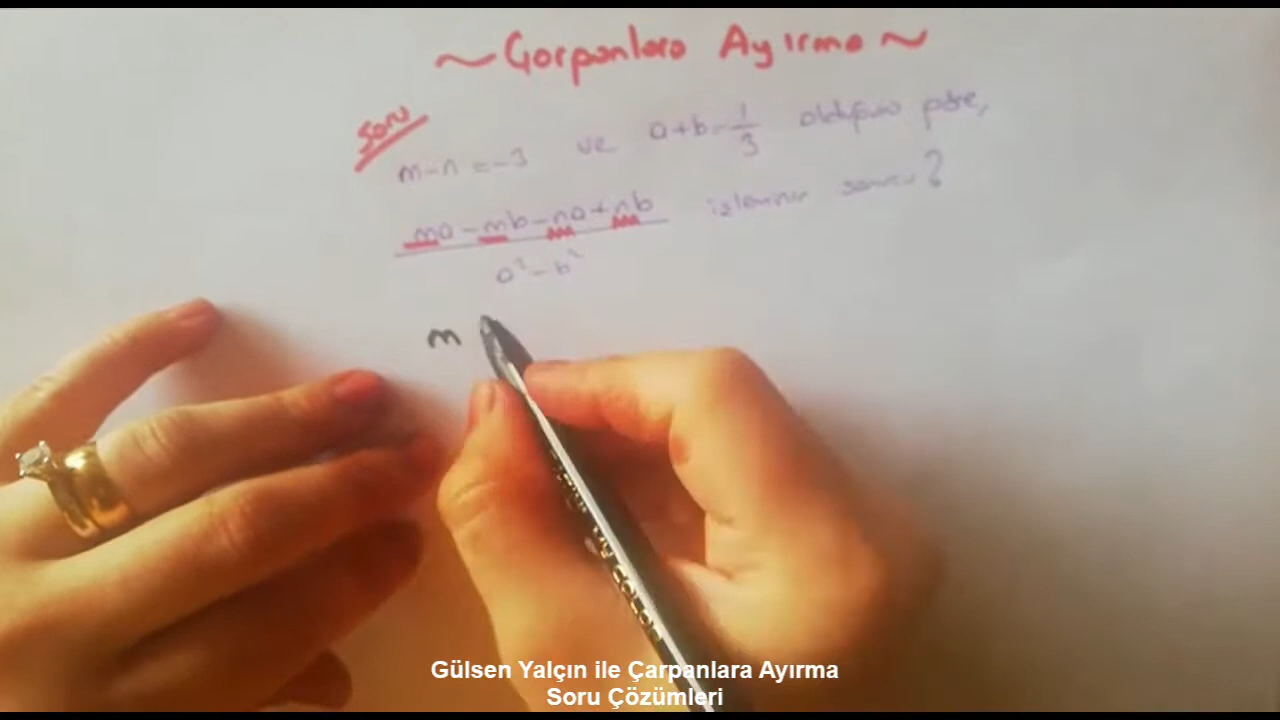 ~ Çarpanlara Ayırma ~
Soru
m-n=-3 ve a+b=1/3 olduğuna göre,
ma-mb-na+nb işleminin sonucu?
a²-b²
m
Gülsen Yalçın ile Çarpanlara Ayırma
Soru Çözümleri